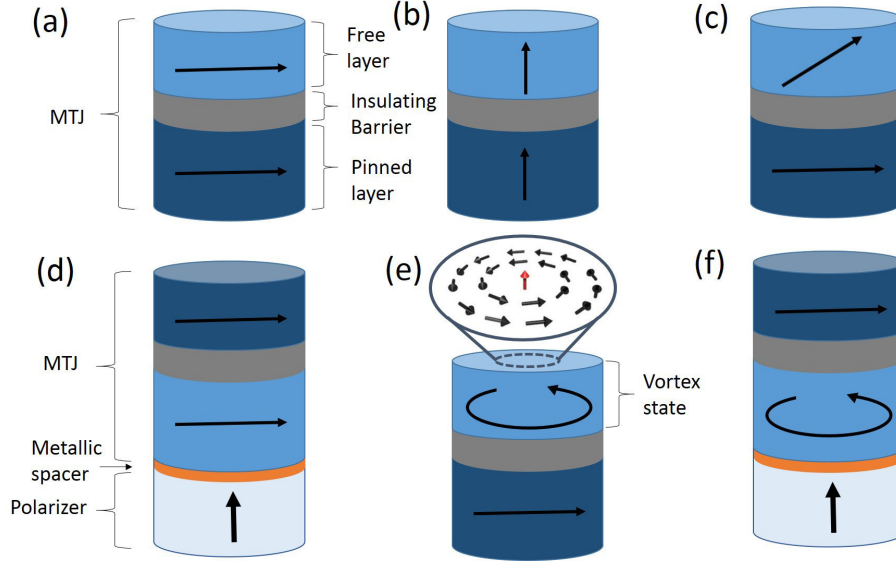 (a)
Free
layer
MTJ
Insulating
Barrier
Pinned
layer
(b)
(c)
(d)
MTJ
Metallic
spacer
Polarizer
(e)
Vortex
state
(f)